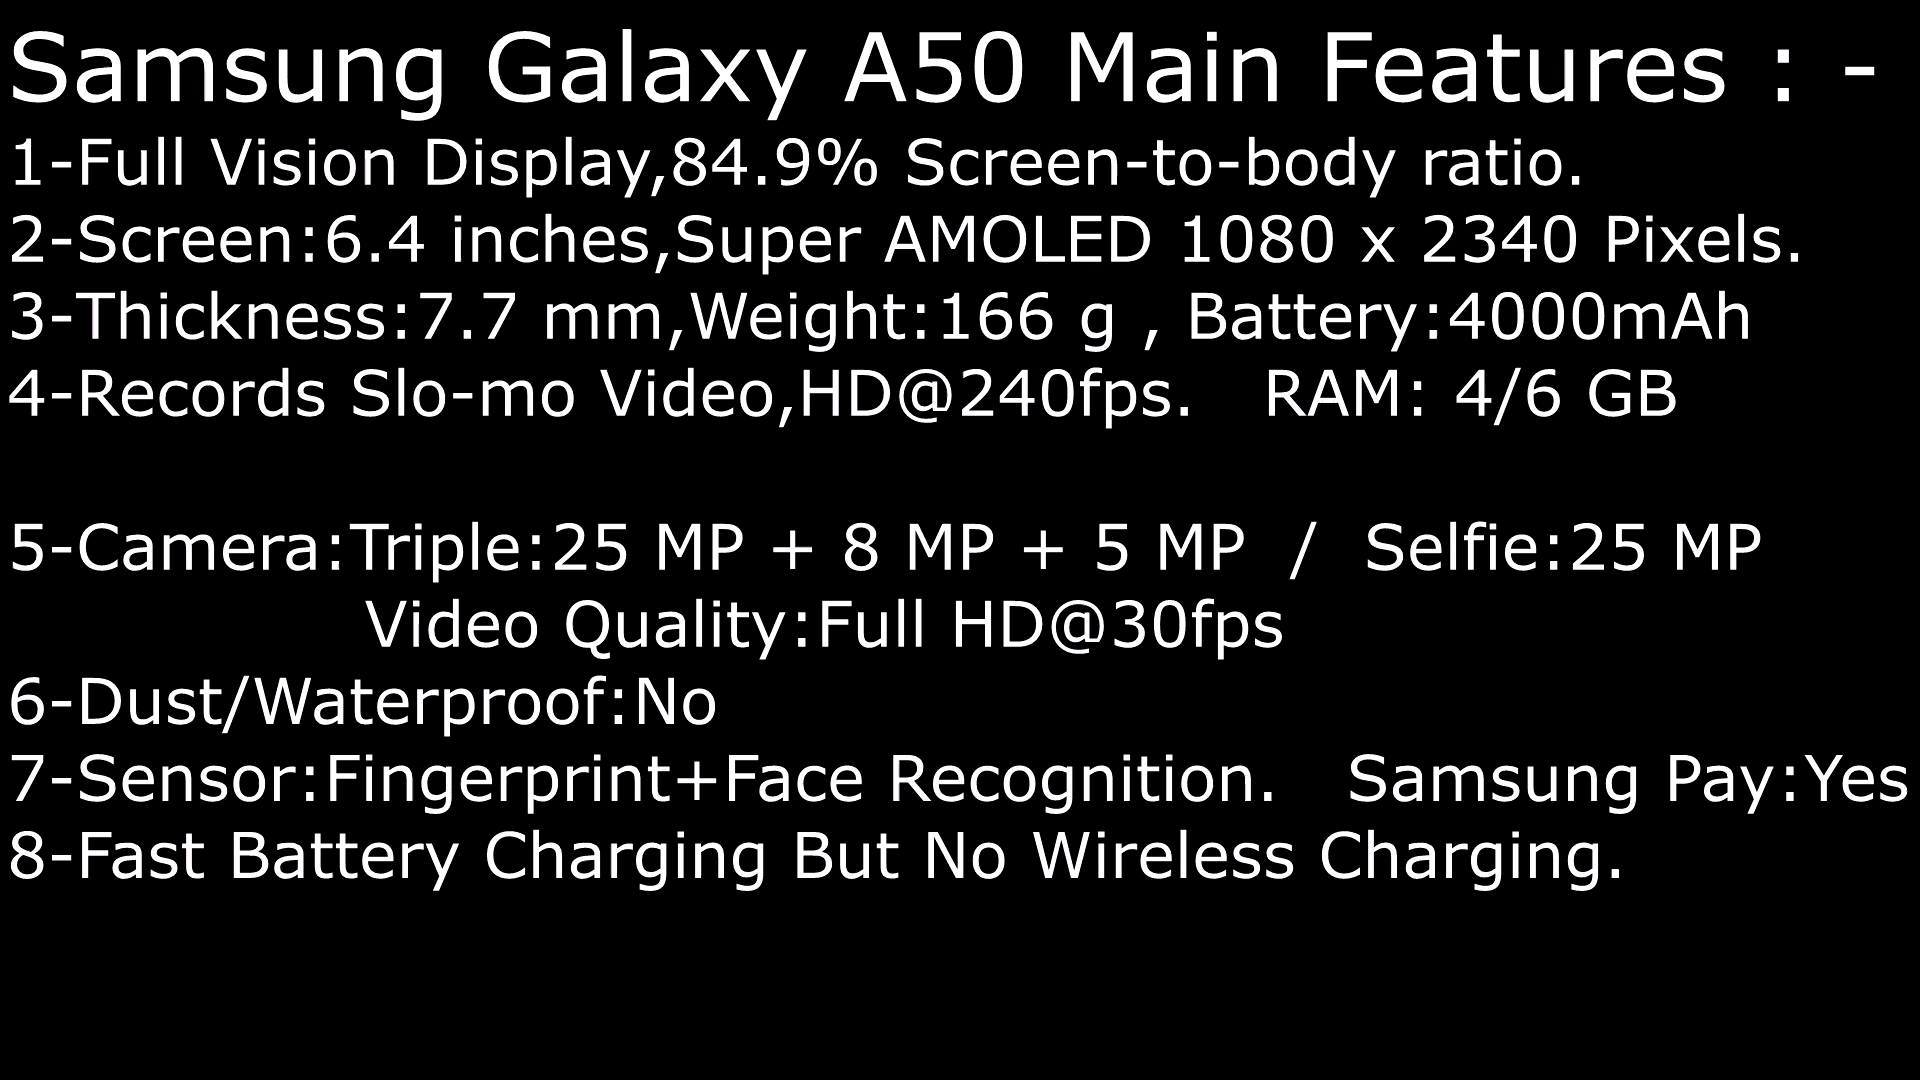 Samsung Galaxy A50 Main Features : -
1-Full Vision Display,84.9% Screen-to-body ratio.
2-Screen:6.4 inches,Super AMOLED 1080 x 2340 Pixels.
3-Thickness:7.7 mm,Weight:166 g , Battery:4000mAh
4-Records Slo-mo Video,HD@240fps.   RAM: 4/6 GB
5-Camera:Triple:25 MP + 8 MP + 5 MP  /  Selfie:25 MP
Video Quality:Full HD@30fps
6-Dust/Waterproof:No
7-Sensor:Fingerprint+Face Recognition.   Samsung Pay:Yes
8-Fast Battery Charging But No Wireless Charging.